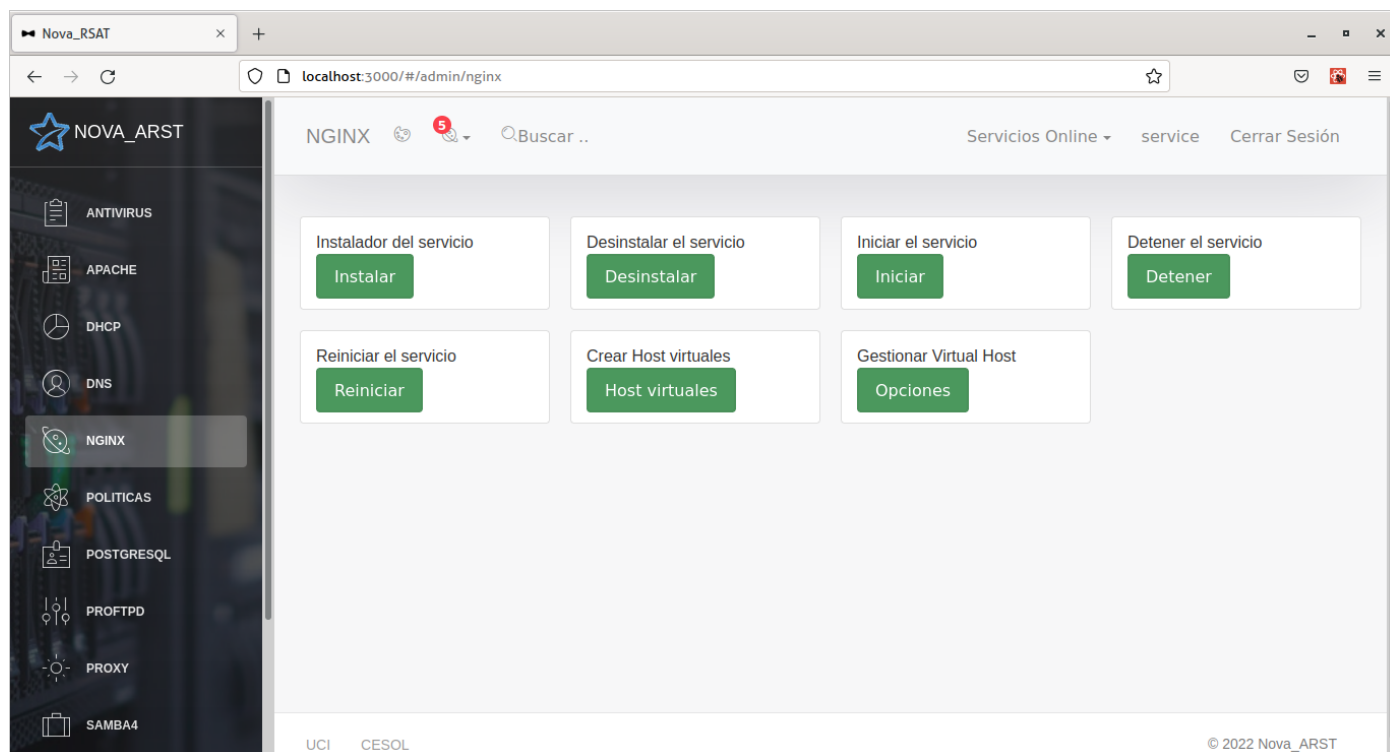 Nova_RSAT
localhost:3000/#/admin/nginx
NOVA_ARST
NGINX 5 Buscar .. Servicios Online service Cerrar Sesión
ANTIVIRUS
APACHE
DHCP
DNS
NGINX
POLITICAS
POSTGRESQL
PROFTPD
PROXY
SAMBA4
Instalador del servicio
Instalar
Desinstalar el servicio
Desinstalar
Iniciar el servicio
Iniciar
Detener el servicio
Detener
Reiniciar el servicio
Reiniciar
Crear Host virtuales
Host virtuales
Gestionar Virtual Host
Opciones
UCI CESOL © 2022 Nova_ARST